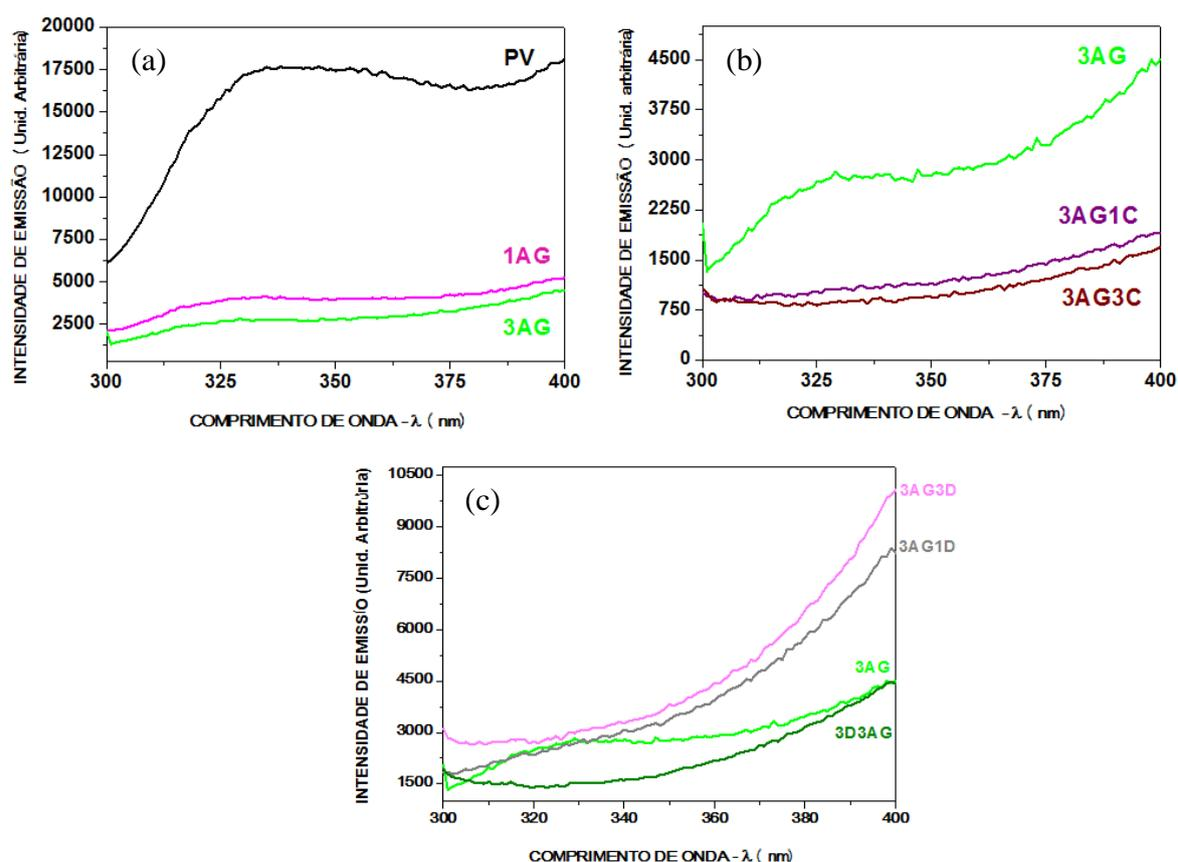 (a)
INTENSIDADE DE EMISSÃO ( Unid. Arbitrária)
20000
17500
15000
12500
10000
7500
5000
2500
PV
1AG
3AG
300 325 350 375 400
COMPRIMENTO DE ONDA - λ ( nm)
(b)
INTENSIDADE DE EMISSÃO ( Unid. arbitrária)
4500
3750
3000
2250
1500
750
0
3AG
3AG1C
3AG3C
300 325 350 375 400
COMPRIMENTO DE ONDA - λ ( nm)
(c)
INTENSIDADE DE EMISSÍO (Unid. Arbitrŕria)
10500
9000
7500
6000
4500
3000
1500
3AG3D
3AG1D
3AG
3D3AG
300 320 340 360 380 400
COMPRIMENTO DE ONDA - λ ( nm)